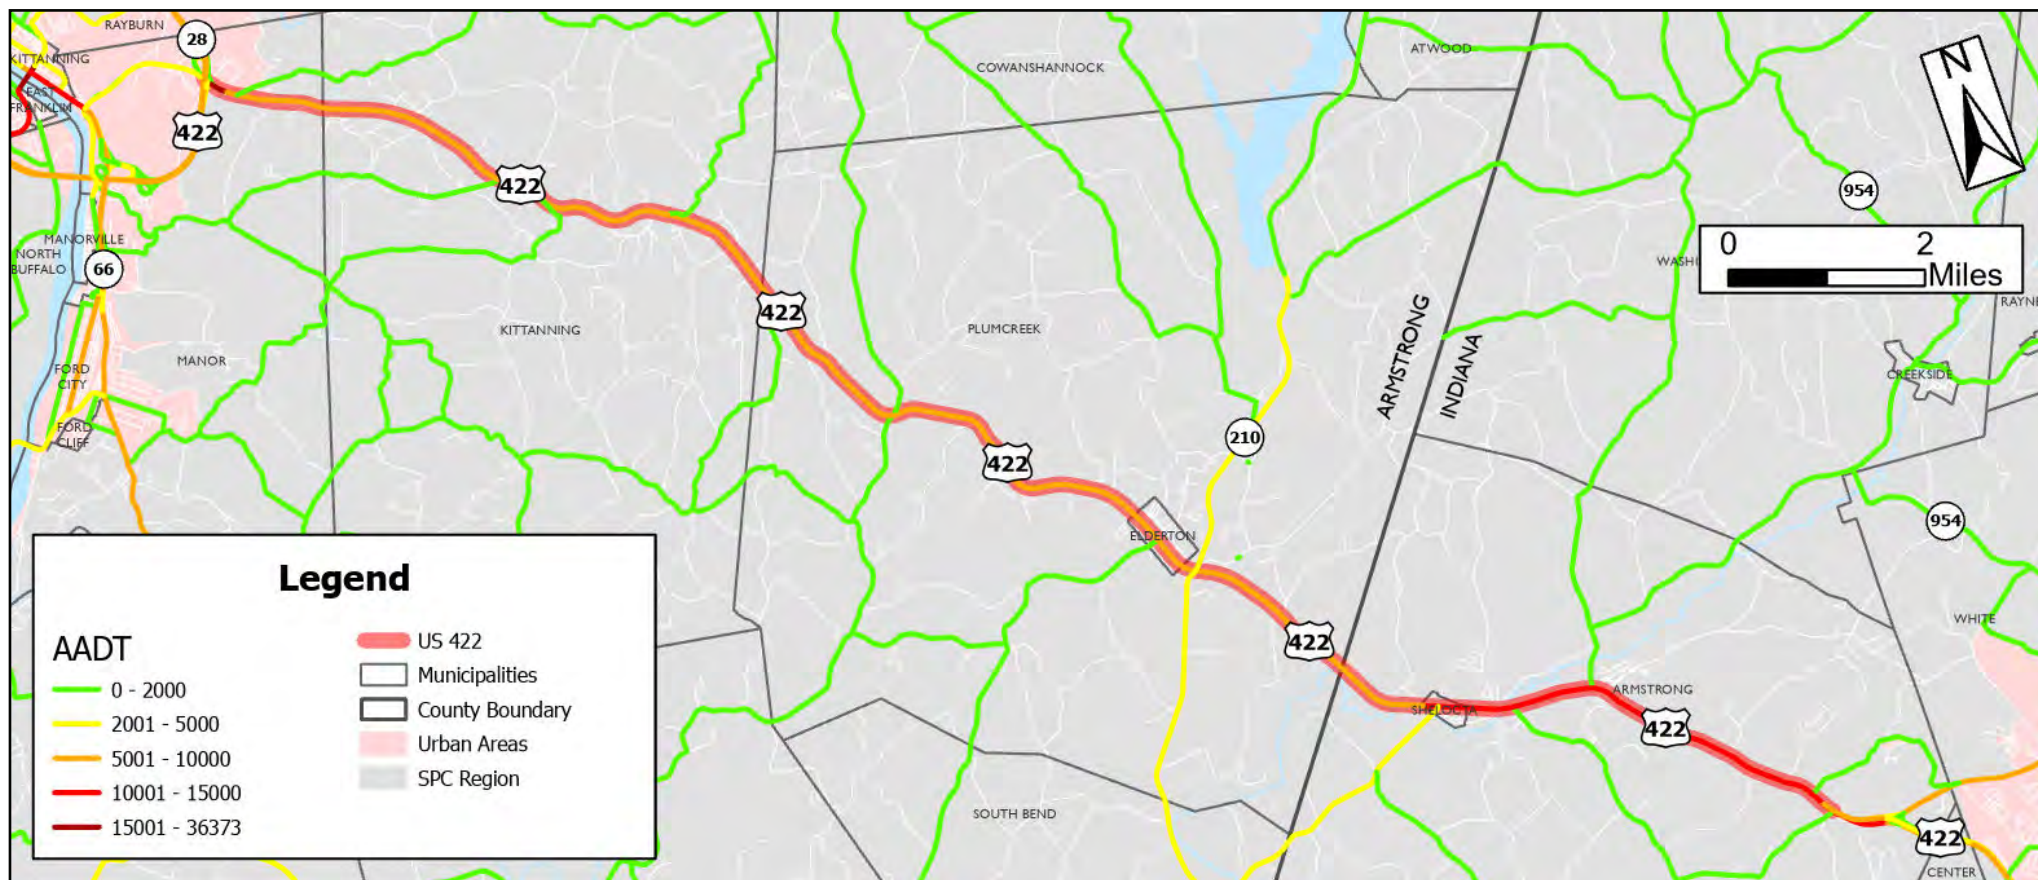 RAYBURN
28
KITTANNING
EAST
FRANKLIN
422
COWANSHANNOCK
ATWOOD
N
954
0 2
Miles
422
MANORVILLE
NORTH
BUFFALO
66
422
KITTANNING
PLUMCREEK
MANOR
FORD
CITY
FORD
CLIFF
ARMSTRONG
INDIANA
CREEKSIDE
210
422
954
ELDERTON
WHITE
422
SHELOCTA
ARMSTRONG
422
SOUTH BEND
422
CENTER
Legend
AADT
0 - 2000
2001 - 5000
5001 - 10000
10001 - 15000
15001 - 36373
US 422
Municipalities
County Boundary
Urban Areas
SPC Region